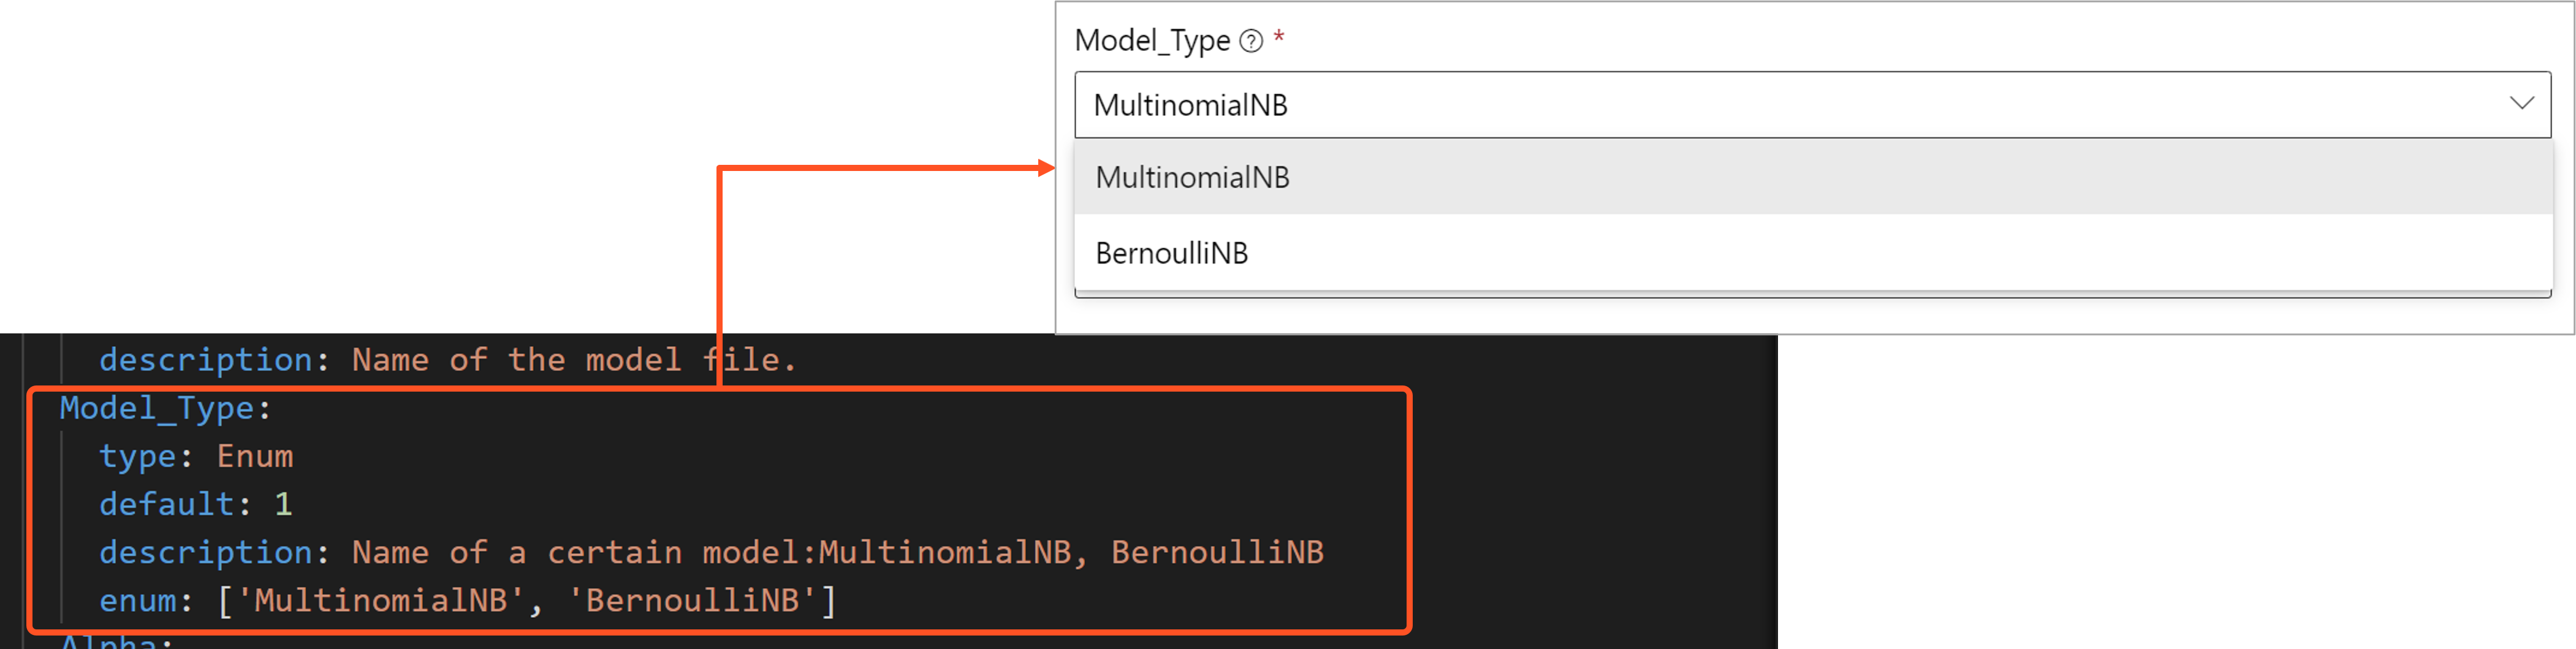 Model_Type ? *
MultinomialNB
MultinomialNB
BernoulliNB
description: Name of the model file.
Model_Type:
type: Enum
default: 1
description: Name of a certain model:MultinomialNB, BernoulliNB
enum: ['MultinomialNB', 'BernoulliNB']
Alpha: